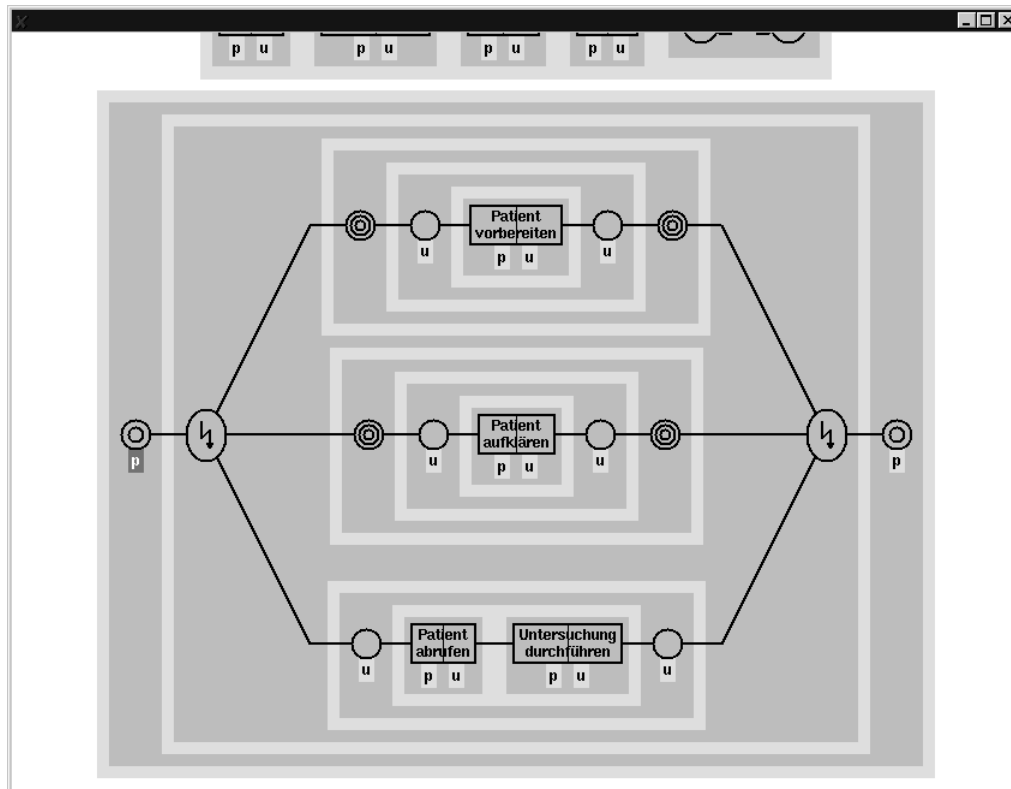 p u p u p u p u
Patient
vorbereiten
u p u u
Patient
aufklären
u p u u
p p
Patient Untersuchung
abrufen durchführen
u p u p u u